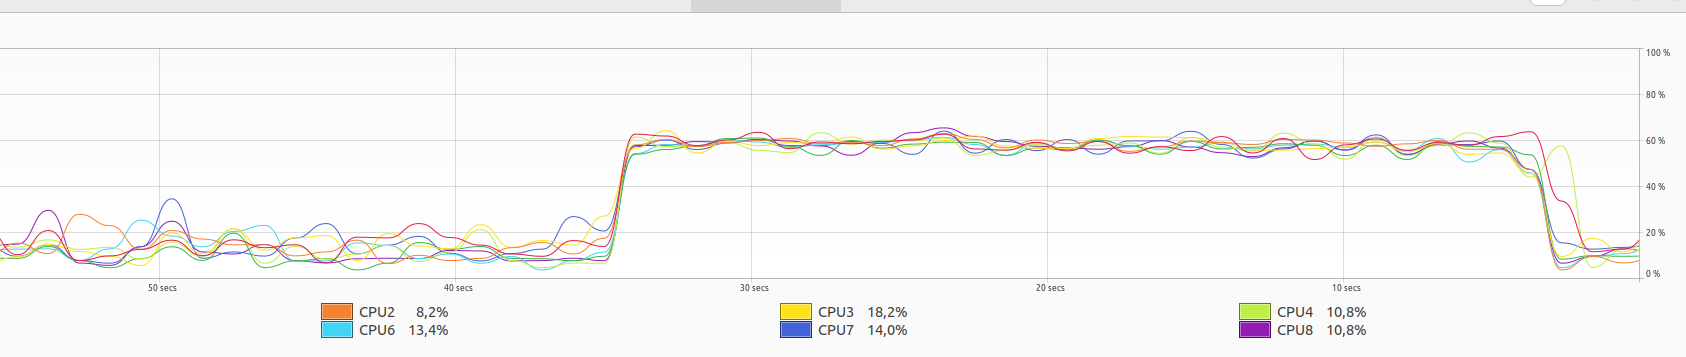 100 %
80 %
60 %
40 %
20 %
0 %
50 secs 40 secs 30 secs 20 secs 10 secs
CPU2 8,2% CPU3 18,2% CPU4 10,8%
CPU6 13,4% CPU7 14,0% CPU8 10,8%